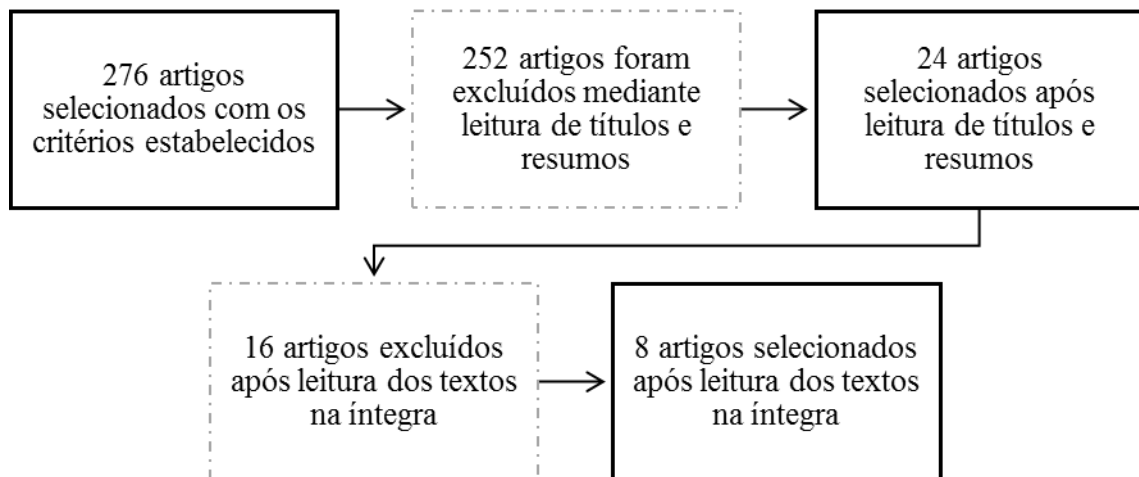 276 artigos
selecionados com os
critérios estabelecidos
252 artigos foram
excluídos mediante
leitura de títulos e
resumos
24 artigos
selecionados após
leitura de títulos e
resumos
16 artigos excluídos
após leitura dos textos
na íntegra
8 artigos selecionados
após leitura dos textos
na íntegra